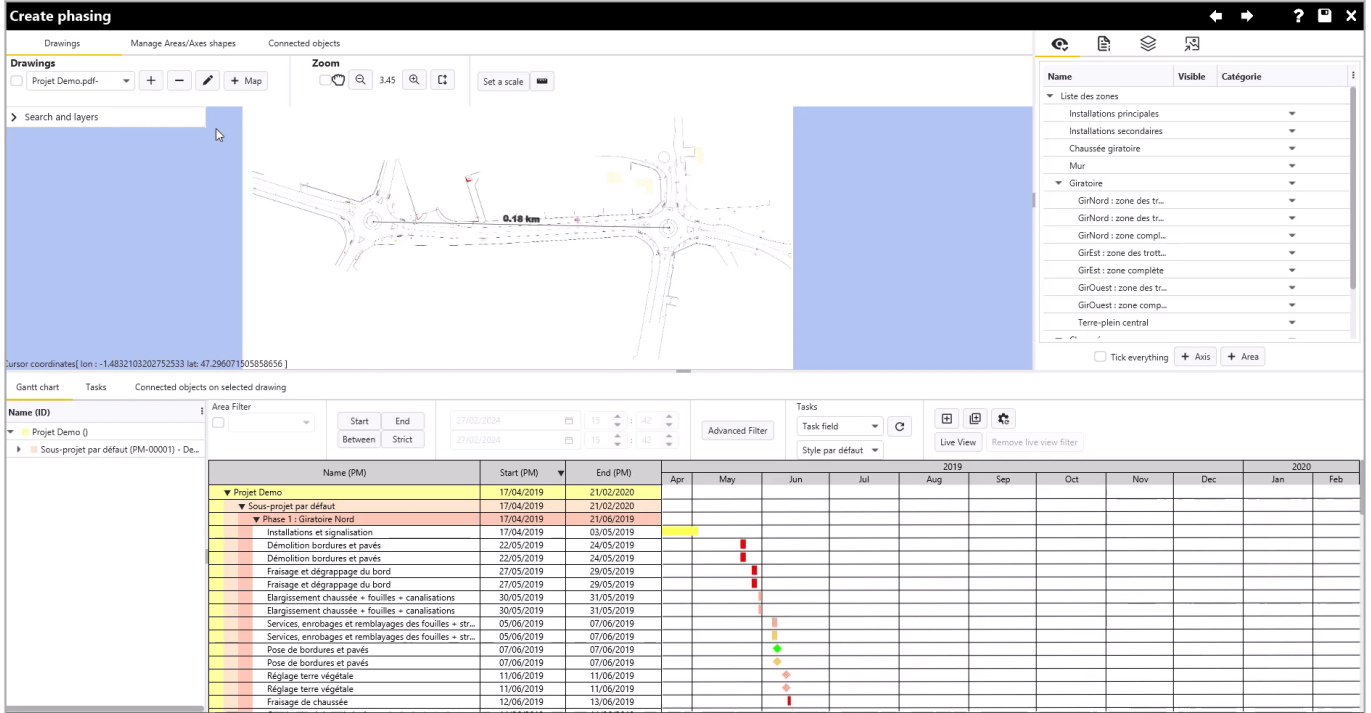 Create phasing
?
Drawings Manage Areas/Axes shapes Connected objects
Drawings Zoom
Projet Demo.pdf- + Map 3.45 Set a scale
Search and layers
0.18 km
Cursor coordinates[ lon : -1.4832103202752533 lat: 47.296071505858656 ]
Name Visible Catégorie
Liste des zones
Installations principales
Installations secondaires
Chaussée giratoire
Mur
Giratoire
GirNord : zone des tr...
GirNord : zone des tr...
GirNord : zone compl...
GirEst : zone des trott...
GirEst : zone complète
GirOuest : zone des tr...
GirOuest : zone comp...
Terre-plein central
Tick everything + Axis + Area
Gantt chart Tasks Connected objects on selected drawing
Name (ID)
Projet Demo ()
Sous-projet par défaut (PM-00001) - De...
Area Filter
Start End
Between Strict
27/02/2024 15 : 42
27/02/2024 15 : 42
Advanced Filter
Tasks
Task field
Style par défaut
Live View Remove live view filter
Name (PM) Start (PM) End (PM) 2019 2020
Apr May Jun Jul Aug Sep Oct Nov Dec Jan Feb
Projet Demo 17/04/2019 21/02/2020
Sous-projet par défaut 17/04/2019 21/02/2020
Phase 1 : Giratoire Nord 17/04/2019 21/06/2019
Installations et signalisation 17/04/2019 03/05/2019
Démolition bordures et pavés 22/05/2019 24/05/2019
Démolition bordures et pavés 22/05/2019 24/05/2019
Fraisage et dégrappage du bord 27/05/2019 29/05/2019
Fraisage et dégrappage du bord 27/05/2019 29/05/2019
Elargissement chaussée + fouilles + canalisations 30/05/2019 31/05/2019
Elargissement chaussée + fouilles + canalisations 30/05/2019 31/05/2019
Services, enrobages et remblayages des fouilles + str... 05/06/2019 07/06/2019
Services, enrobages et remblayages des fouilles + str... 05/06/2019 07/06/2019
Pose de bordures et pavés 07/06/2019 07/06/2019
Pose de bordures et pavés 07/06/2019 07/06/2019
Réglage terre végétale 11/06/2019 11/06/2019
Réglage terre végétale 11/06/2019 11/06/2019
Fraisage de chaussée 12/06/2019 13/06/2019